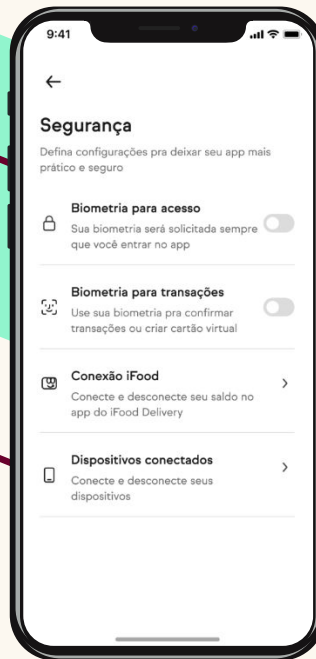 9:41
Segurança
Defina configurações pra deixar seu app mais
prático e seguro
Biometria para acesso
Sua biometria será solicitada sempre
que você entrar no app
Biometria para transações
Use sua biometria pra confirmar
transações ou criar cartão virtual
Conexão iFood
Conecte e desconecte seu saldo no
app do iFood Delivery
Dispositivos conectados
Conecte e desconecte seus
dispositivos